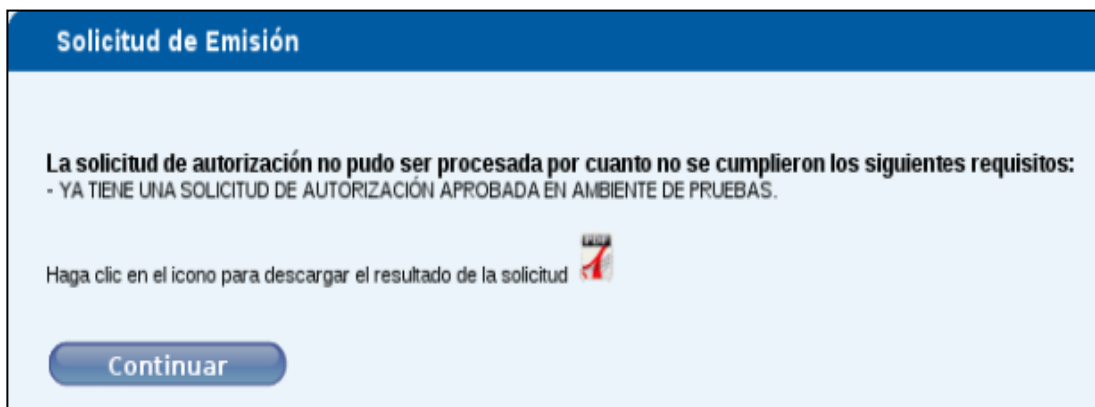 Solicitud de Emisión
La solicitud de autorización no pudo ser procesada por cuanto no se cumplieron los siguientes requisitos:
- YA TIENE UNA SOLICITUD DE AUTORIZACIÓN APROBADA EN AMBIENTE DE PRUEBAS.
PDF
Haga clic en el icono para descargar el resultado de la solicitud
Continuar